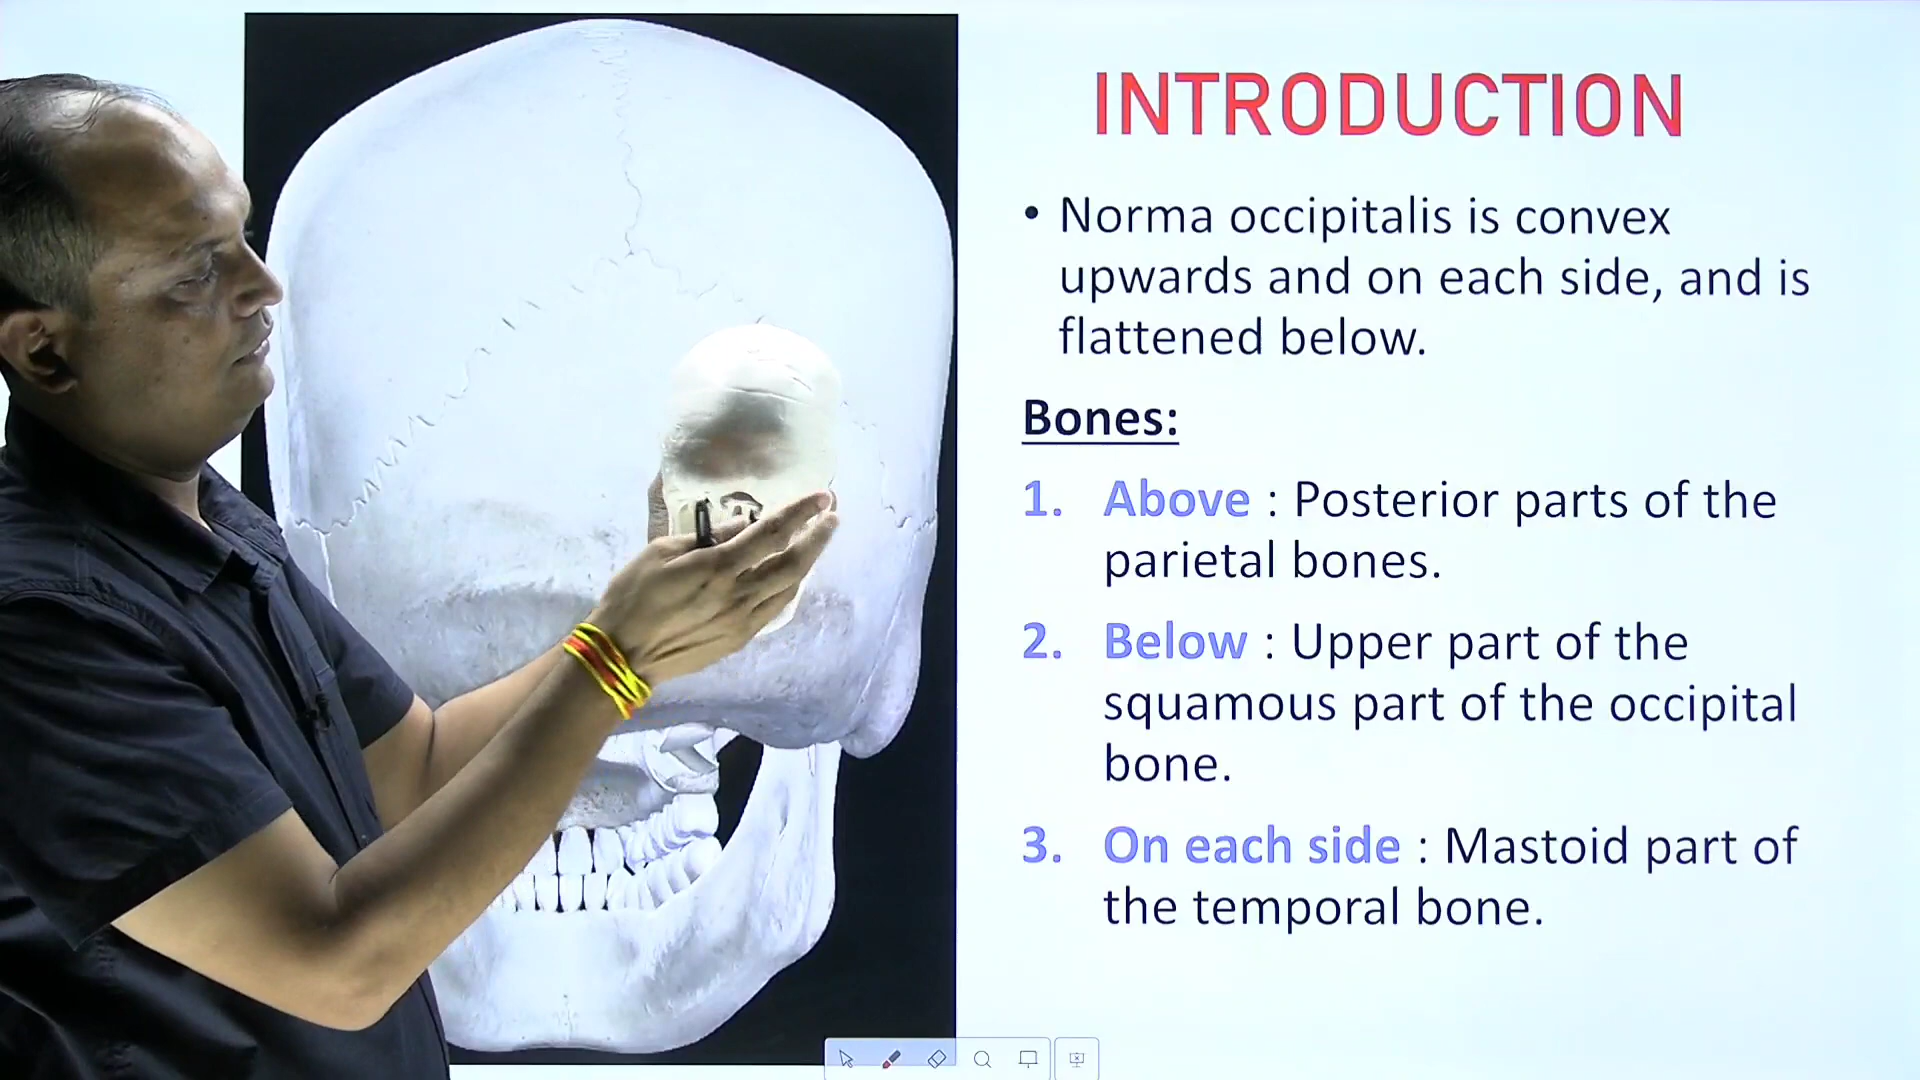 INTRODUCTION
• Norma occipitalis is convex
upwards and on each side, and is
flattened below.
Bones:
1. Above : Posterior parts of the
parietal bones.
2. Below : Upper part of the
squamous part of the occipital
bone.
3. On each side : Mastoid part of
the temporal bone.